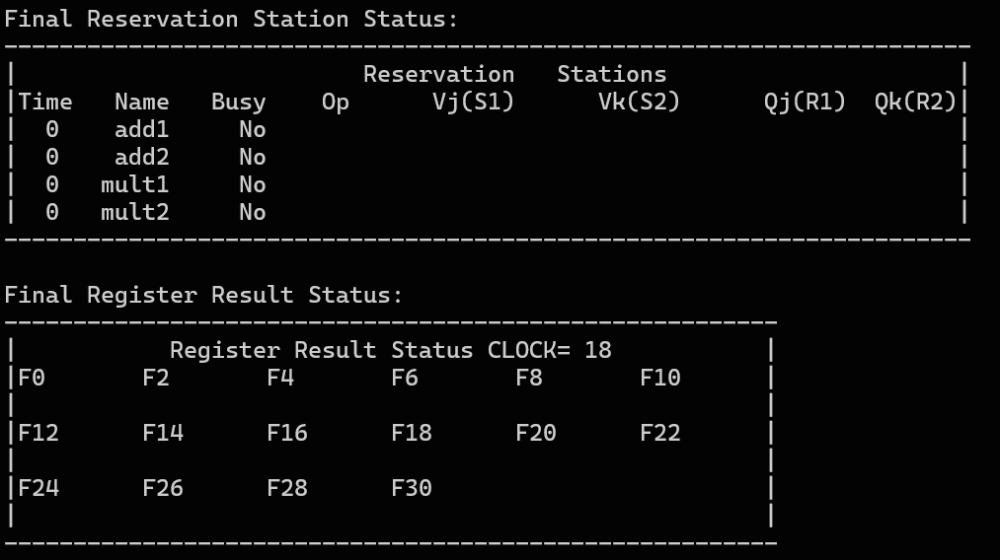 Final Reservation Station Status:
Reservation Stations
Time Name Busy Op Vj(S1) Vk(S2) Qj(R1) Qk(R2)
0 add1 No
0 add2 No
0 mult1 No
0 mult2 No
Final Register Result Status:
Register Result Status CLOCK= 18
F0 F2 F4 F6 F8 F10
F12 F14 F16 F18 F20 F22
F24 F26 F28 F30